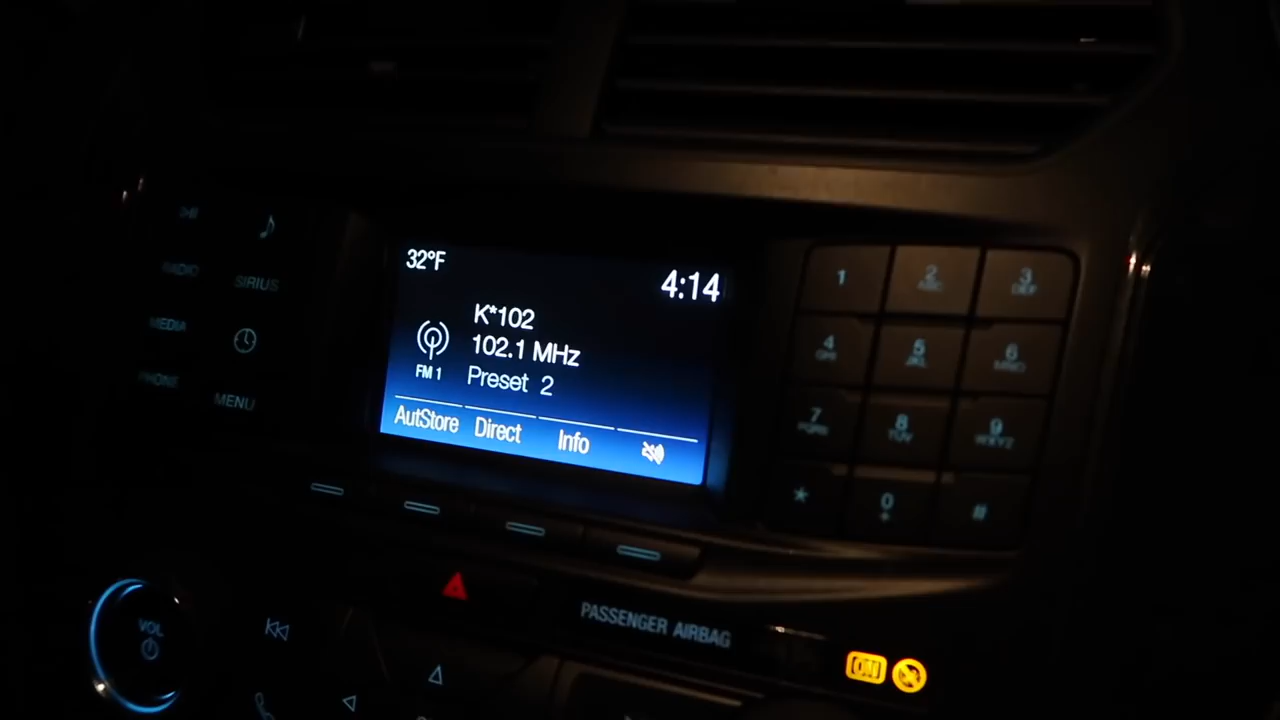 32°F
4:14
K*102
102.1 MHz
FM 1
Preset 2
AutStore Direct Info
RADIO
SIRIUS
MEDIA
PHONE
MENU
1
2 ABC
3 DEF
4 GHI
5 JKL
6 MNO
7 PQRS
8 TUV
9 WXYZ
*
0 +
#
VOL
PASSENGER AIRBAG
ON